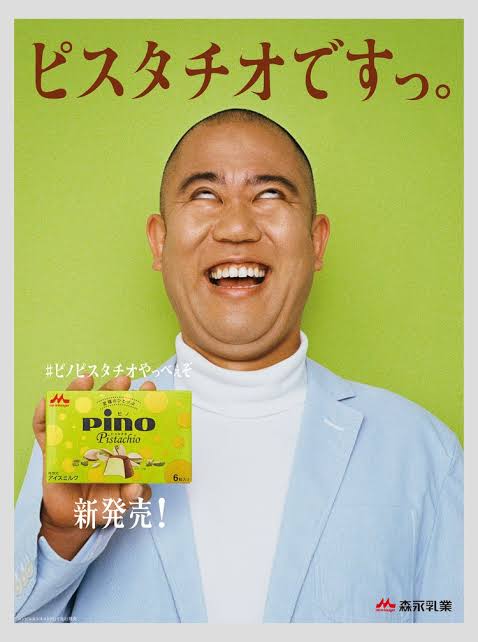 ピスタチオですっ。
#ピノピスタチオやっべぇぞ
ピノ
Pino
Pistachio
アイスミルク
6粒入り
新発売!
森永乳業